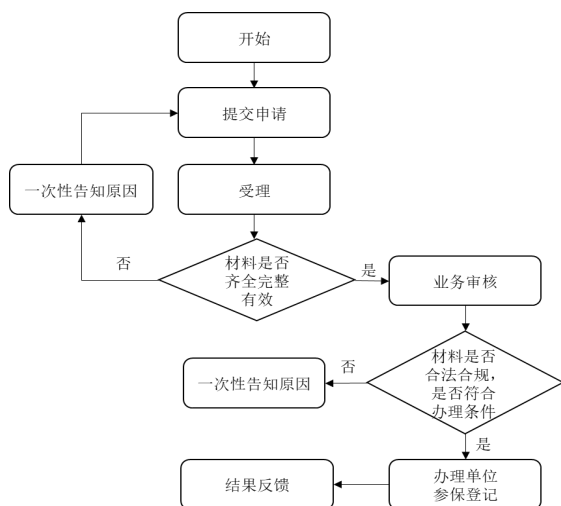 开始
提交申请
一次性告知原因
受理
否
材料是否
齐全完整
有效
是
业务审核
一次性告知原因
否
材料是否
合法合规，
是否符合
办理条件
是
结果反馈
办理单位
参保登记